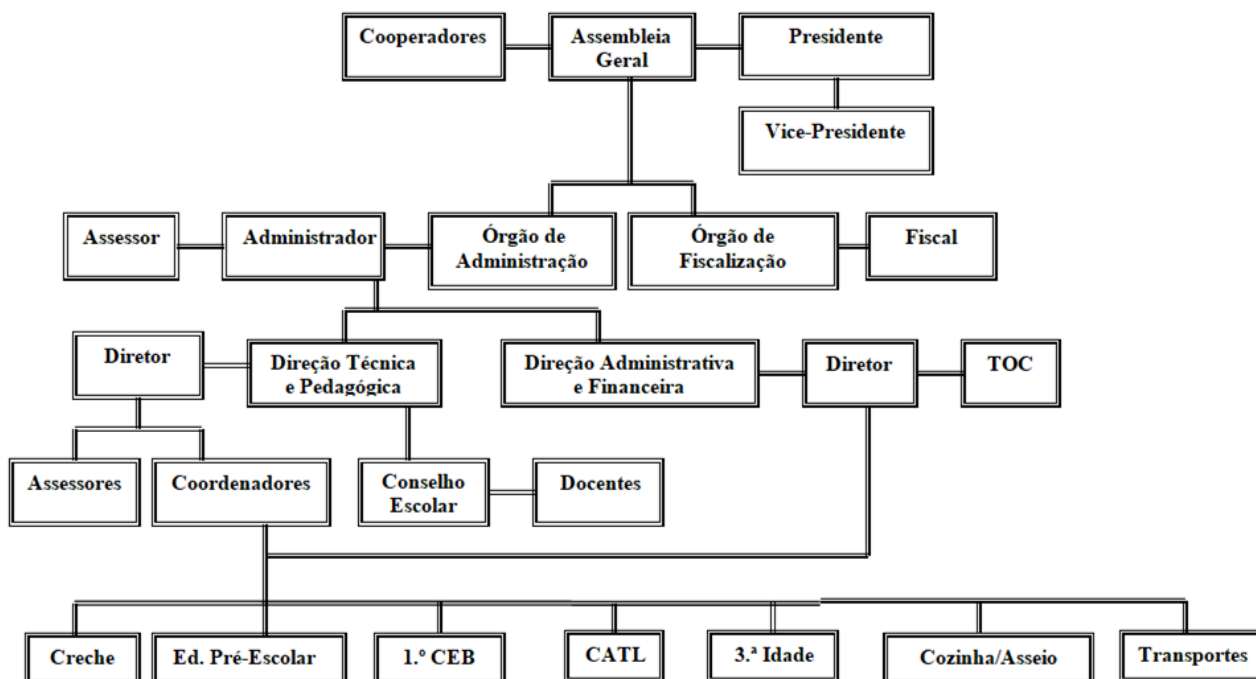 Cooperadores
Assembleia
Geral
Presidente
Vice-Presidente
Assessor
Administrador
Órgão de
Administração
Órgão de
Fiscalização
Fiscal
Diretor
Direção Técnica
e Pedagógica
Direção Administrativa
e Financeira
Diretor
TOC
Assessores
Coordenadores
Conselho
Escolar
Docentes
Creche
Ed. Pré-Escolar
1.º CEB
CATL
3.ª Idade
Cozinha/Asseio
Transportes